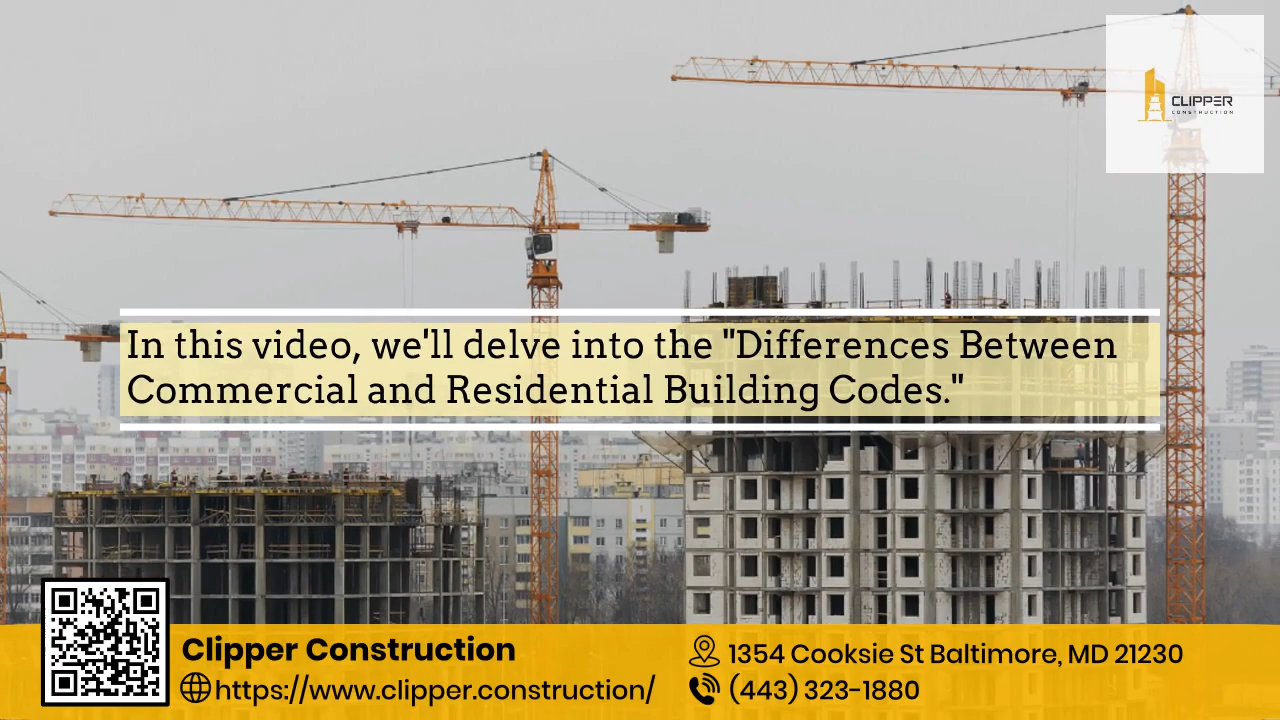 CLIPPER
CONSTRUCTION
In this video, we'll delve into the "Differences Between
Commercial and Residential Building Codes."
Clipper Construction
https://www.clipper.construction/
1354 Cooksie St Baltimore, MD 21230
(443) 323-1880